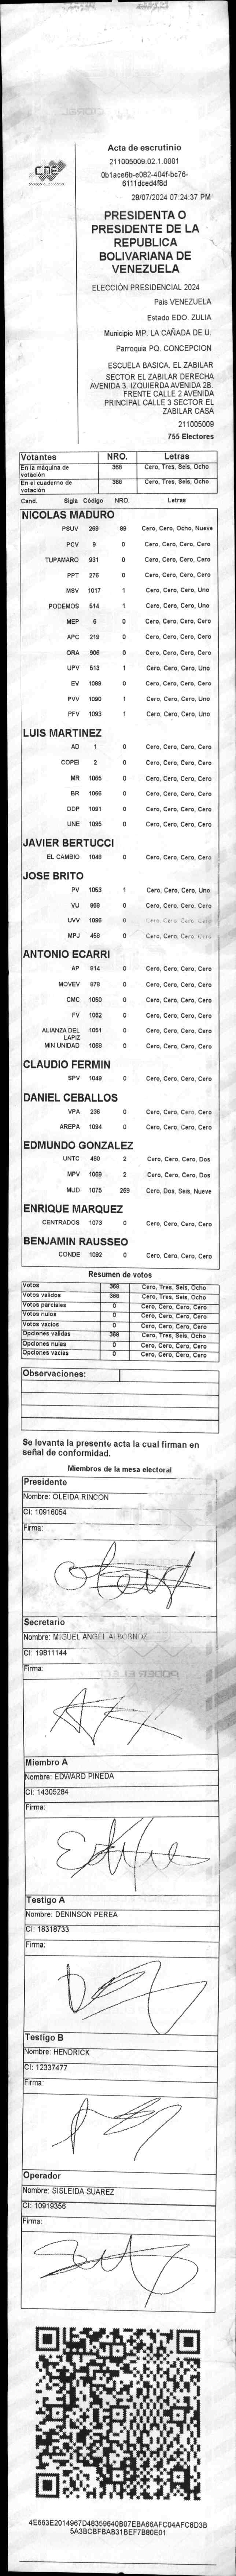 CNE
Acta de escrutinio
211005009.02.1.0001
0b1ace6b-e082-404f-bc76-
6111dced4f8d
28/07/2024 07:24:37 PM
PRESIDENTA O
PRESIDENTE DE LA
REPUBLICA
BOLIVARIANA DE
VENEZUELA
ELECCIÓN PRESIDENCIAL 2024
Pais VENEZUELA
Estado EDO. ZULIA
Municipio MP. LA CAÑADA DE U.
Parroquia PQ. CONCEPCION
ESCUELA BASICA. EL ZABILAR
SECTOR EL ZABILAR DERECHA
AVENIDA 3. IZQUIERDA AVENIDA 2B.
FRENTE CALLE 2 AVENIDA
PRINCIPAL CALLE 3 SECTOR EL
ZABILAR CASA
211005009
755 Electores
Votantes NRO. Letras
En la máquina de votación 368 Cero, Tres, Seis, Ocho
En el cuaderno de votación 368 Cero, Tres, Seis, Ocho
Cand. Sigla Código NRO. Letras
NICOLAS MADURO
PSUV 268 89 Cero, Cero, Ocho, Nueve
PCV 9 0 Cero, Cero, Cero, Cero
TUPAMARO 931 0 Cero, Cero, Cero, Cero
PPT 276 0 Cero, Cero, Cero, Cero
MSV 1017 1 Cero, Cero, Cero, Uno
PODEMOS 514 1 Cero, Cero, Cero, Uno
MEP 6 0 Cero, Cero, Cero, Cero
APC 219 0 Cero, Cero, Cero, Cero
ORA 906 0 Cero, Cero, Cero, Cero
UPV 513 1 Cero, Cero, Cero, Uno
EV 1089 0 Cero, Cero, Cero, Cero
PVV 1090 1 Cero, Cero, Cero, Uno
PFV 1093 1 Cero, Cero, Cero, Uno
LUIS MARTINEZ
AD 1 0 Cero, Cero, Cero, Cero
COPEI 2 0 Cero, Cero, Cero, Cero
MR 1065 0 Cero, Cero, Cero, Cero
BR 1066 0 Cero, Cero, Cero, Cero
DDP 1091 0 Cero, Cero, Cero, Cero
UNE 1095 0 Cero, Cero, Cero, Cero
JAVIER BERTUCCI
EL CAMBIO 1048 0 Cero, Cero, Cero, Cero
JOSE BRITO
PV 1053 1 Cero, Cero, Cero, Uno
VU 868 0 Cero, Cero, Cero, Cero
UVV 1096 0 Cero, Cero, Cero, Cero
MPJ 458 0 Cero, Cero, Cero, Cero
ANTONIO ECARRI
AP 914 0 Cero, Cero, Cero, Cero
MOVEV 878 0 Cero, Cero, Cero, Cero
CMC 1050 0 Cero, Cero, Cero, Cero
FV 1062 0 Cero, Cero, Cero, Cero
ALIANZA DEL LAPIZ 1051 0 Cero, Cero, Cero, Cero
MIN UNIDAD 1088 0 Cero, Cero, Cero, Cero
CLAUDIO FERMIN
SPV 1049 0 Cero, Cero, Cero, Cero
DANIEL CEBALLOS
VPA 236 0 Cero, Cero, Cero, Cero
AREPA 1094 0 Cero, Cero, Cero, Cero
EDMUNDO GONZALEZ
UNTC 460 2 Cero, Cero, Cero, Dos
MPV 1069 2 Cero, Cero, Cero, Dos
MUD 1075 269 Cero, Dos, Seis, Nueve
ENRIQUE MARQUEZ
CENTRADOS 1073 0 Cero, Cero, Cero, Cero
BENJAMIN RAUSSEO
CONDE 1092 0 Cero, Cero, Cero, Cero
Resumen de votos
Votos 368 Cero, Tres, Seis, Ocho
Votos validos 368 Cero, Tres, Seis, Ocho
Votos parciales 0 Cero, Cero, Cero, Cero
Votos nulos 0 Cero, Cero, Cero, Cero
Votos vacios 0 Cero, Cero, Cero, Cero
Opciones validas 368 Cero, Tres, Seis, Ocho
Opciones nulas 0 Cero, Cero, Cero, Cero
Opciones vacias 0 Cero, Cero, Cero, Cero
Observaciones:
Se levanta la presente acta la cual firman en
señal de conformidad.
Miembros de la mesa electoral
Presidente
Nombre: OLEIDA RINCON
CI: 10916054
Firma:
Secretario
Nombre: MIGUEL ANGEL ALBORNOZ
CI: 19811144
Firma:
Miembro A
Nombre: EDWARD PINEDA
CI: 14305284
Firma:
Testigo A
Nombre: DENINSON PEREA
CI: 18318733
Firma:
Testigo B
Nombre: HENDRICK
CI: 12337477
Firma:
Operador
Nombre: SISLEIDA SUAREZ
CI: 10919356
Firma:
4E663E2014967D48359640B07EBA66AFC04AFC8D3B
5A3BCBFBAB31BEF7B80E01